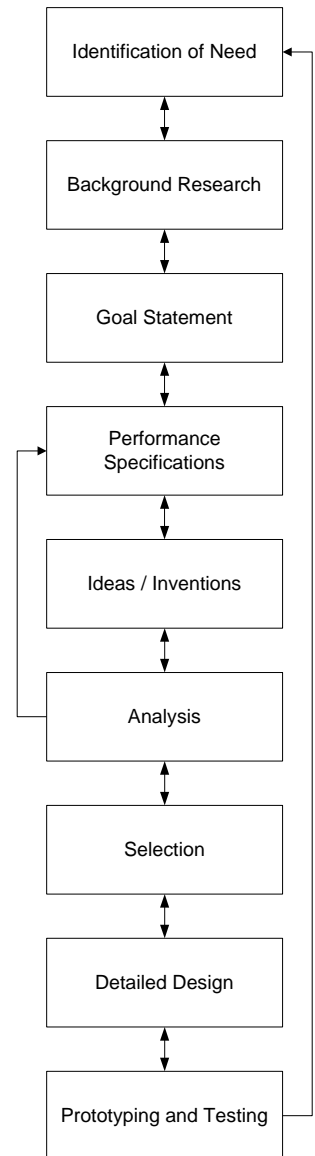 Identification of Need
Background Research
Goal Statement
Performance
Specifications
Ideas / Inventions
Analysis
Selection
Detailed Design
Prototyping and Testing